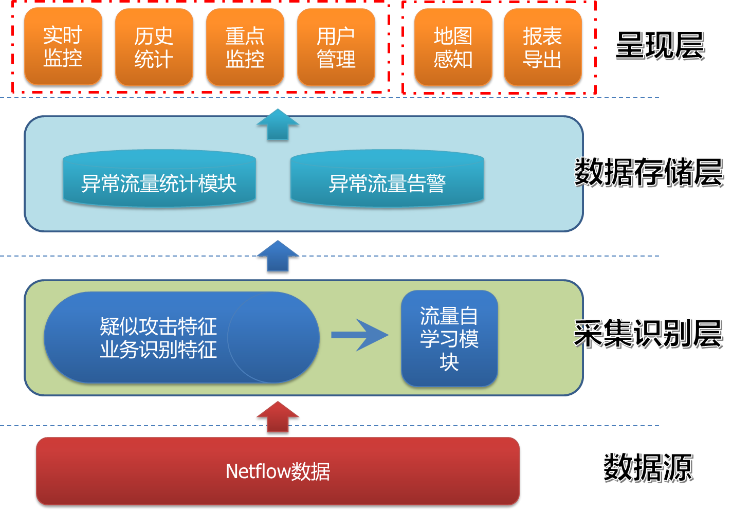 实时
监控
历史
统计
重点
监控
用户
管理
地图
感知
报表
导出
呈现层
异常流量统计模块
异常流量告警
数据存储层
疑似攻击特征
业务识别特征
流量自
学习模
块
采集识别层
Netflow数据
数据源